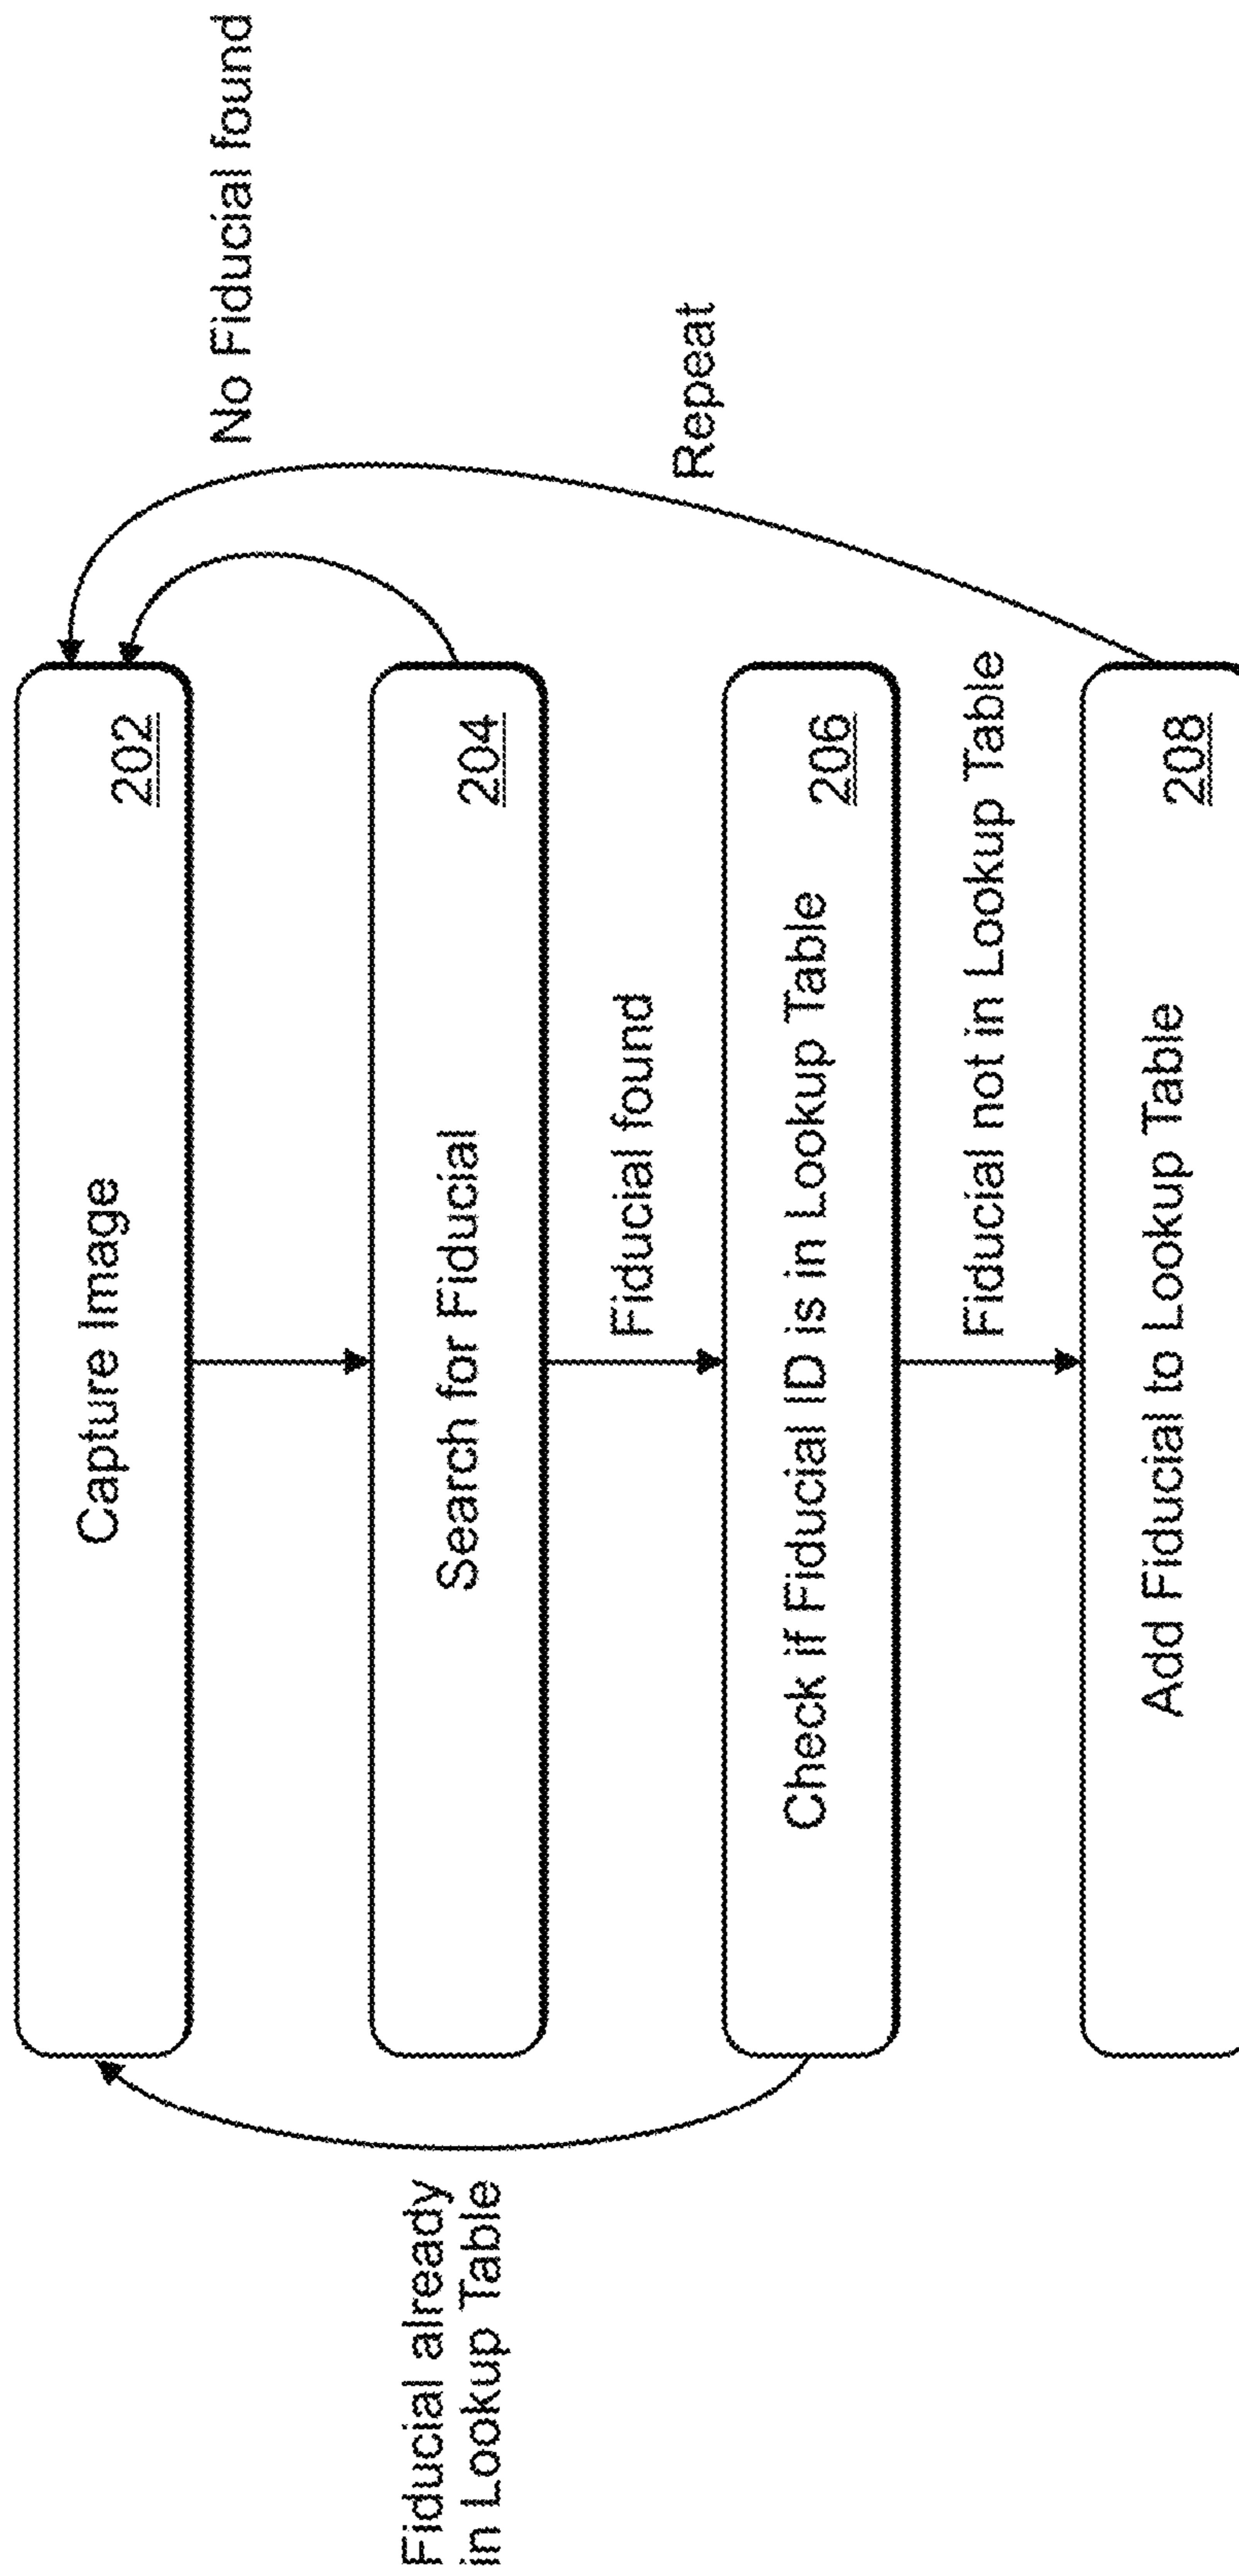 Capture Image
202
No Fiducial found
Search for Fiducial
204
Fiducial already
in Lookup Table
Fiducial found
Repeat
Check if Fiducial ID is in Lookup Table
206
Fiducial not in Lookup Table
Add Fiducial to Lookup Table
208